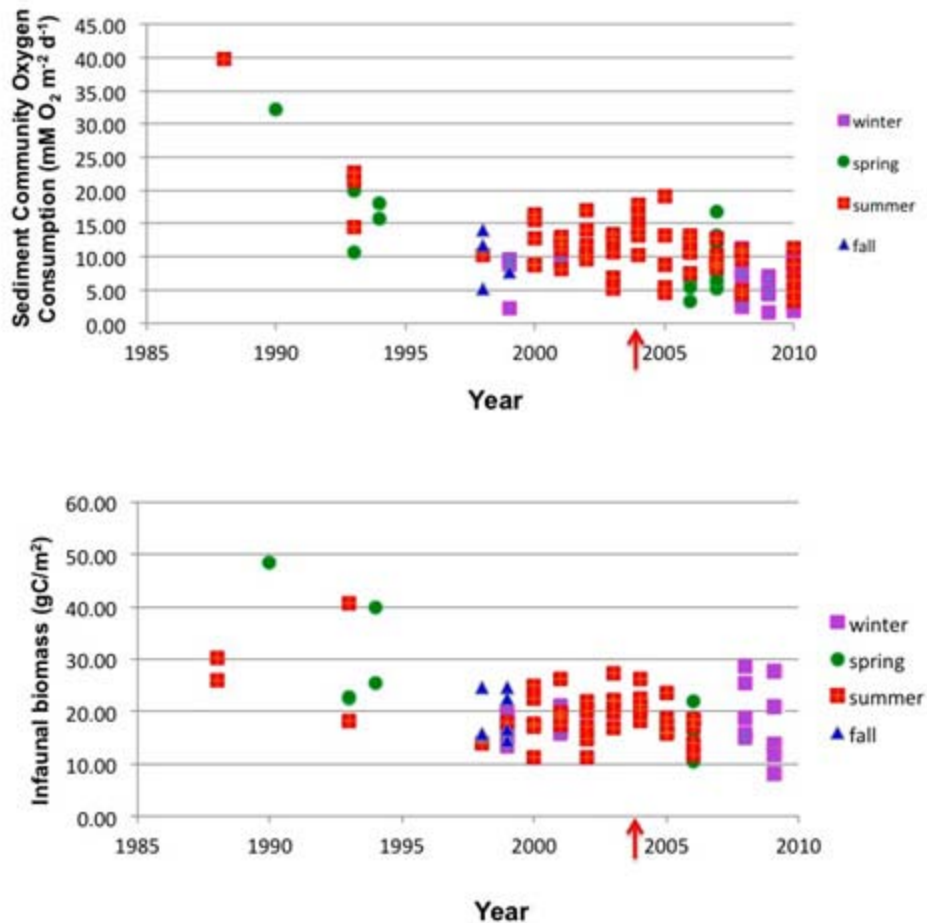 Sediment Community Oxygen
Consumption (mM O₂ m⁻² d⁻¹)
45.00
40.00
35.00
30.00
25.00
20.00
15.00
10.00
5.00
0.00
1985
1990
1995
2000
2005
2010
Year
winter
spring
summer
fall
Infaunal biomass (gC/m²)
60.00
50.00
40.00
30.00
20.00
10.00
0.00
1985
1990
1995
2000
2005
2010
Year
winter
spring
summer
fall